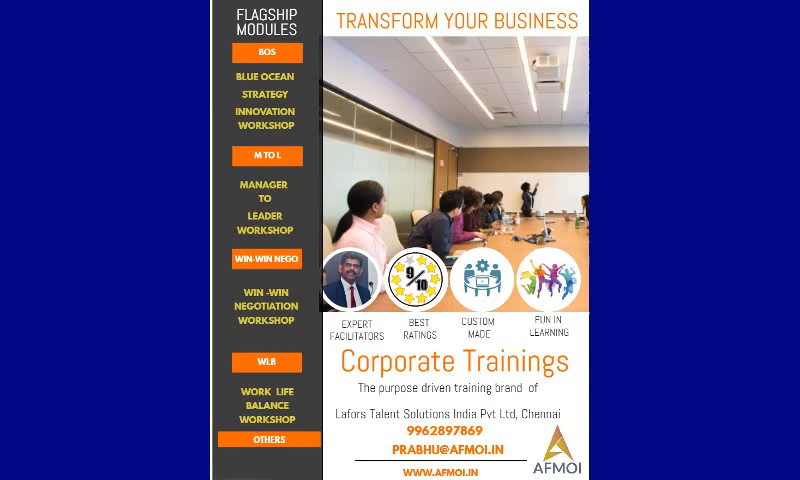 FLAGSHIP
MODULES
BOS
BLUE OCEAN
STRATEGY
INNOVATION
WORKSHOP
M TO L
MANAGER
TO
LEADER
WORKSHOP
WIN-WIN NEGO
WIN -WIN
NEGOTIATION
WORKSHOP
WLB
WORK LIFE
BALANCE
WORKSHOP
OTHERS
TRANSFORM YOUR BUSINESS
9/10
EXPERT
FACILITATORS
BEST
RATINGS
CUSTOM
MADE
FUN IN
LEARNING
Corporate Trainings
The purpose driven training brand of
Lafors Talent Solutions India Pvt Ltd, Chennai
9962897869
PRABHU@AFMOI.IN
WWW.AFMOI.IN
AFMOI